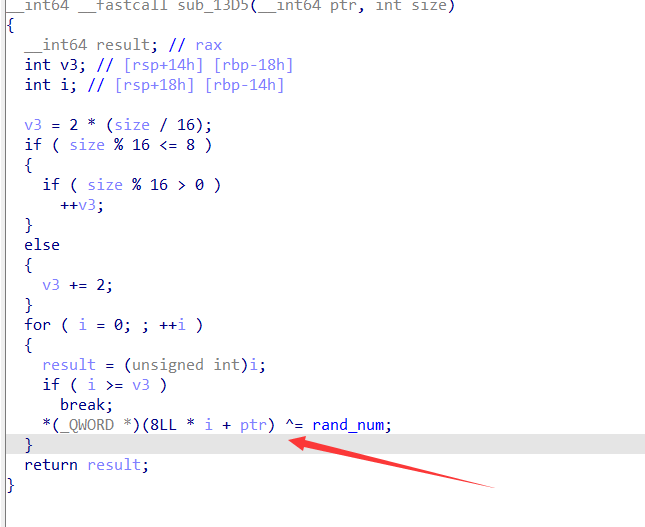 __int64 __fastcall sub_13D5(__int64 ptr, int size)
{
  __int64 result; // rax
  int v3; // [rsp+14h] [rbp-18h]
  int i; // [rsp+18h] [rbp-14h]
  v3 = 2 * (size / 16);
  if ( size % 16 <= 8 )
  {
    if ( size % 16 > 0 )
      ++v3;
  }
  else
  {
    v3 += 2;
  }
  for ( i = 0; ; ++i )
  {
    result = (unsigned int)i;
    if ( i >= v3 )
      break;
    *(_QWORD *)(8LL * i + ptr) ^= rand_num;
  }
  return result;
}